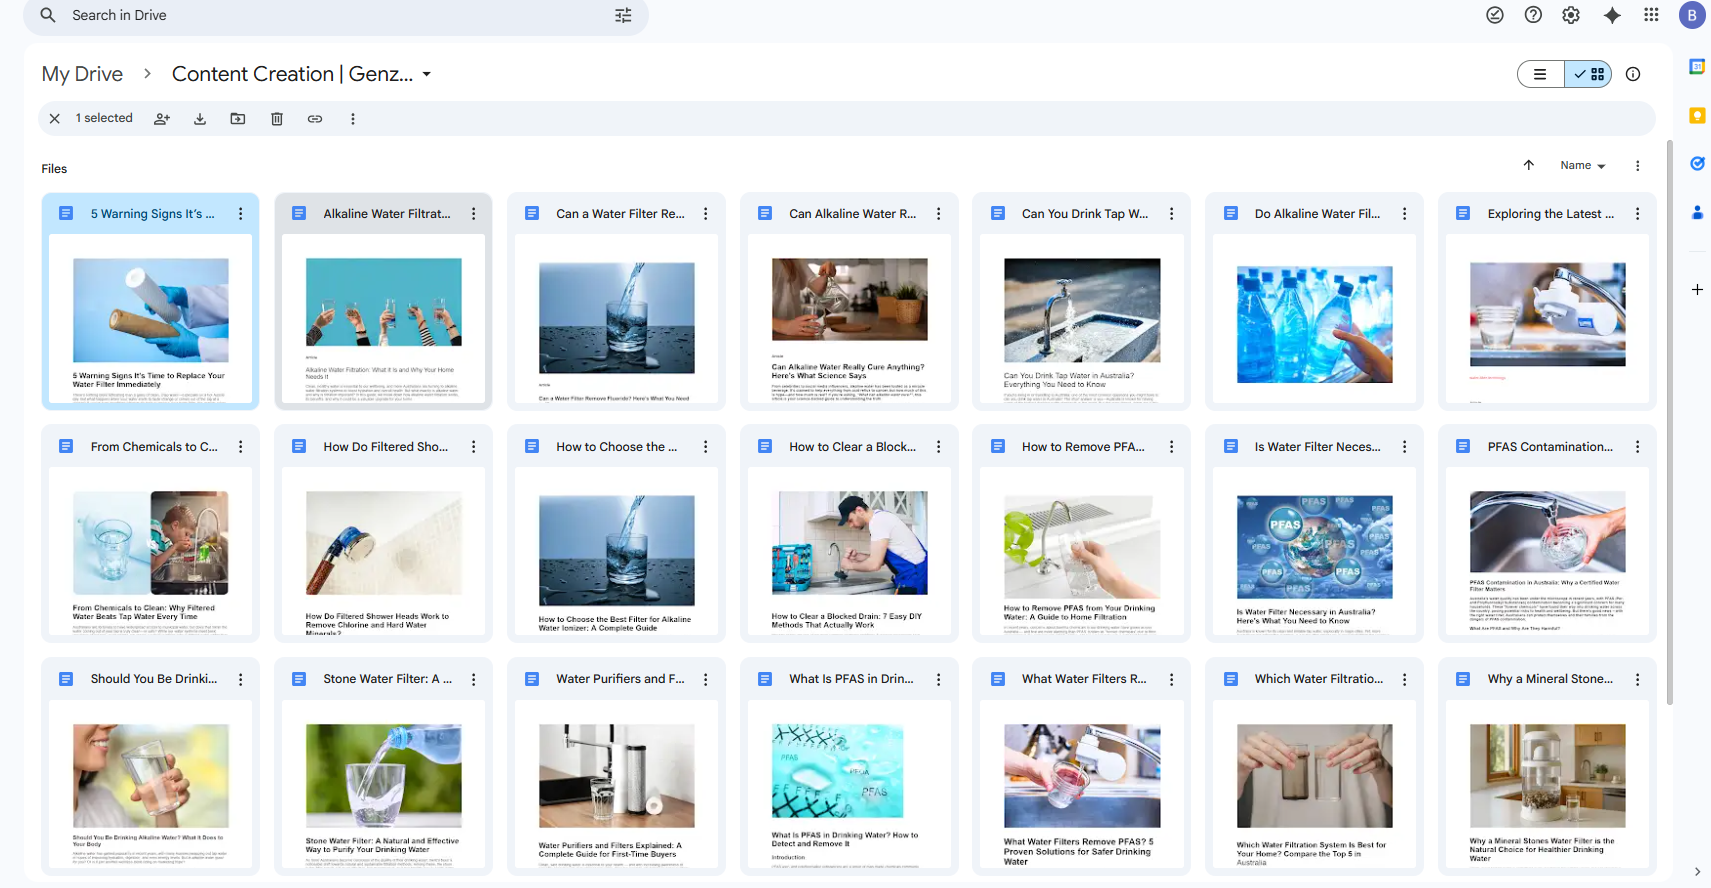 Search in Drive
B
My Drive
Content Creation | Genz...
31
1 selected
Files
Name
5 Warning Signs It's ...
Alkaline Water Filtrat...
Can a Water Filter Re...
Can Alkaline Water R...
Can You Drink Tap W...
Do Alkaline Water Fil...
Exploring the Latest ...
5 Warning Signs It's Time to Replace Your
Water Filter Immediately
Alkaline Water Filtration: What It Is and Why Your Home
Needs It
Can a Water Filter Remove Fluoride? Here's What You Need
Can Alkaline Water Really Cure Anything?
Here's What Science Says
Can You Drink Tap Water in Australia?
Everything You Need to Know
From Chemicals to C...
How Do Filtered Sho...
How to Choose the ...
How to Clear a Block...
How to Remove PFA...
Is Water Filter Neces...
PFAS Contamination...
PFAS
PFAS
PFAS
PFAS
PFAS
PFAS
From Chemicals to Clean: Why Filtered
Water Beats Tap Water Every Time
How Do Filtered Shower Heads Work to
Remove Chlorine and Hard Water
Minerals?
How to Choose the Best Filter for Alkaline
Water Ionizer: A Complete Guide
How to Clear a Blocked Drain: 7 Easy DIY
Methods That Actually Work
How to Remove PFAS from Your Drinking
Water: A Guide to Home Filtration
Is Water Filter Necessary in Australia?
Here's What You Need to Know
PFAS Contamination in Australia: Why a Certified Water
Filter Matters
What Are PFAS and Why Are They Harmful?
Should You Be Drinki...
Stone Water Filter: A ...
Water Purifiers and F...
What Is PFAS in Drin...
What Water Filters R...
Which Water Filtratio...
Why a Mineral Stone...
PFAS
PFOA
PFAS
Should You Be Drinking Alkaline Water? What It Does to
Your Body
Stone Water Filter: A Natural and Effective
Way to Purify Your Drinking Water
Water Purifiers and Filters Explained: A
Complete Guide for First-Time Buyers
What Is PFAS in Drinking Water? How to
Detect and Remove It
Introduction
What Water Filters Remove PFAS? 5
Proven Solutions for Safer Drinking
Water
Which Water Filtration System Is Best for
Your Home? Compare the Top 5 in
Australia
Why a Mineral Stones Water Filter is the
Natural Choice for Healthier Drinking
Water